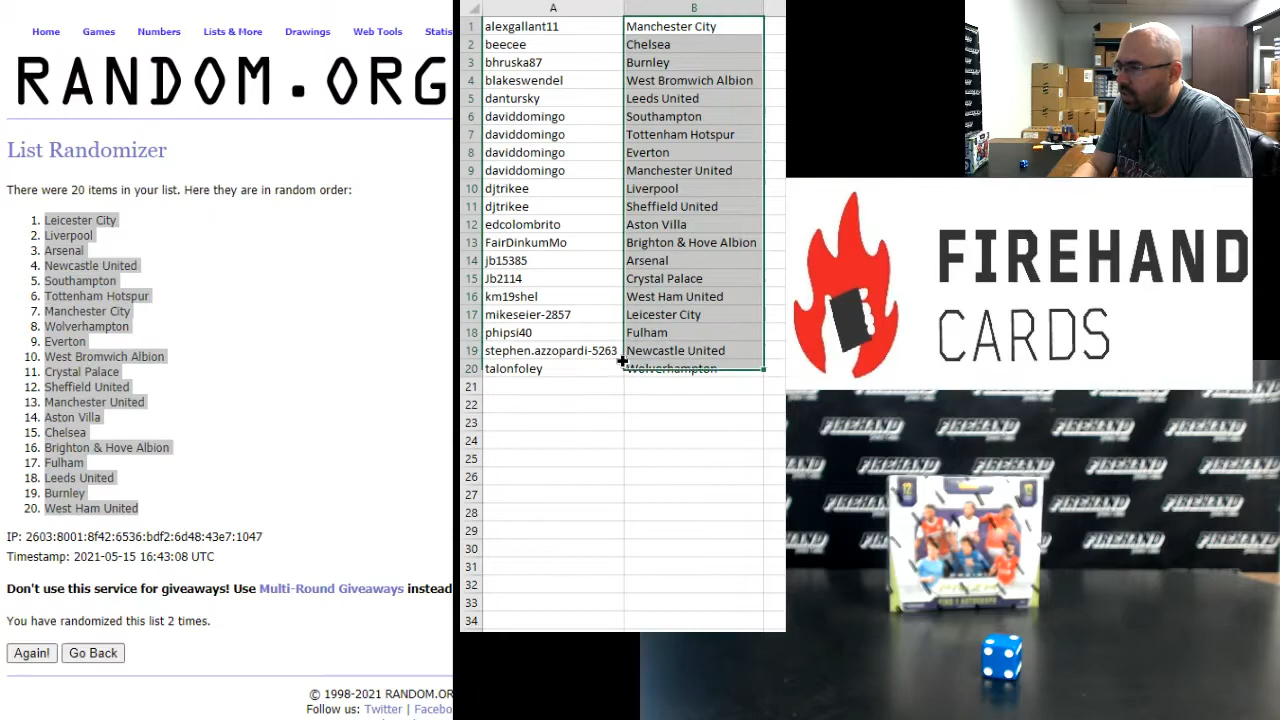 Home Games Numbers Lists & More Drawings Web Tools Statis
RANDOM.ORG
List Randomizer
There were 20 items in your list. Here they are in random order:
1. Leicester City
2. Liverpool
3. Arsenal
4. Newcastle United
5. Southampton
6. Tottenham Hotspur
7. Manchester City
8. Wolverhampton
9. Everton
10. West Bromwich Albion
11. Crystal Palace
12. Sheffield United
13. Manchester United
14. Aston Villa
15. Chelsea
16. Brighton & Hove Albion
17. Fulham
18. Leeds United
19. Burnley
20. West Ham United
IP: 2603:8001:8f42:6536:bdf2:6d48:43e7:1047
Timestamp: 2021-05-15 16:43:08 UTC
Don't use this service for giveaways! Use Multi-Round Giveaways instead
You have randomized this list 2 times.
Again! Go Back
© 1998-2021 RANDOM.OR
Follow us: Twitter | Facebo
A B
1 alexgallant11 Manchester City
2 beecee Chelsea
3 bhruska87 Burnley
4 blakeswendel West Bromwich Albion
5 dantursky Leeds United
6 daviddomingo Southampton
7 daviddomingo Tottenham Hotspur
8 daviddomingo Everton
9 daviddomingo Manchester United
10 djtrikee Liverpool
11 djtrikee Sheffield United
12 edcolombrito Aston Villa
13 FairDinkumMo Brighton & Hove Albion
14 jb15385 Arsenal
15 Jb2114 Crystal Palace
16 km19shel West Ham United
17 mikeseier-2857 Leicester City
18 phipsi40 Fulham
19 stephen.azzopardi-5263 Newcastle United
20 talonfoley Wolverhampton
21
22
23
24
25
26
27
28
29
30
31
32
33
34
FIREHAND
CARDS
FIREHAND FIREHAND FIREHAND
FIREHAND FIREHAND
FIREHAND FIREHAND
12 12